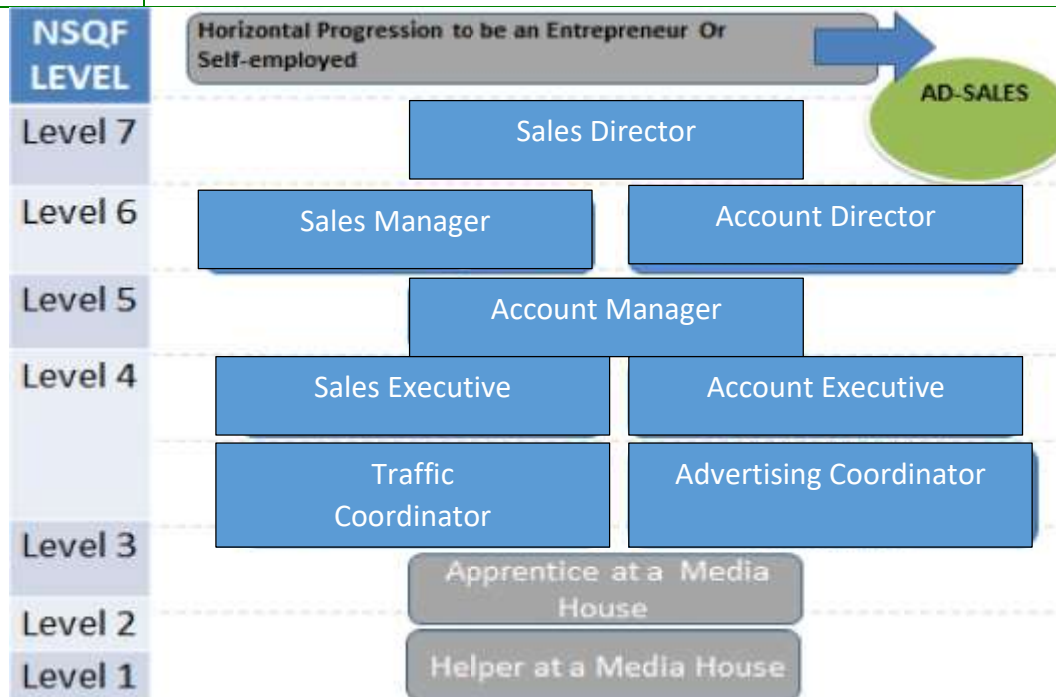 NSQF
LEVEL
Horizontal Progression to be an Entrepreneur Or
Self-employed
AD-SALES
Level 7
Sales Director
Level 6
Sales Manager
Account Director
Level 5
Account Manager
Level 4
Sales Executive
Account Executive
Traffic
Coordinator
Advertising Coordinator
Level 3
Apprentice at a Media
House
Level 2
Helper at a Media House
Level 1